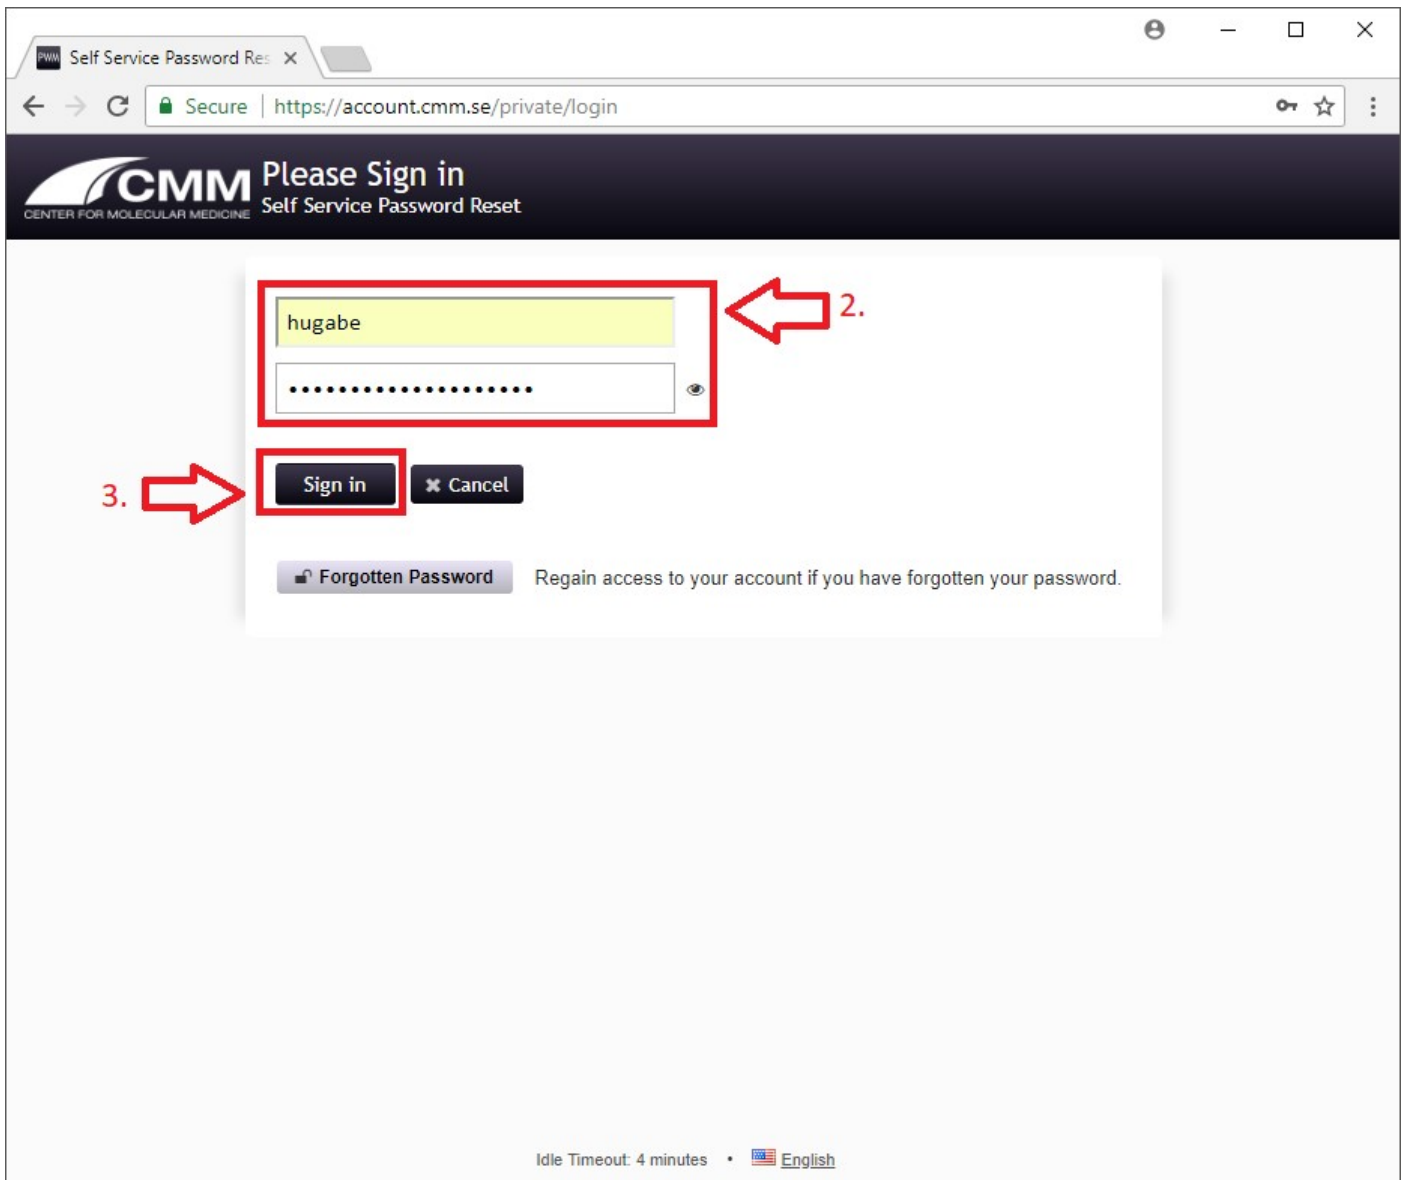 PWM Self Service Password Res
Secure https://account.cmm.se/private/login
CMM
CENTER FOR MOLECULAR MEDICINE
Please Sign in
Self Service Password Reset
hugabe
••••••••••••••••••••
2.
3.
Sign in
Cancel
Forgotten Password Regain access to your account if you have forgotten your password.
Idle Timeout: 4 minutes • English